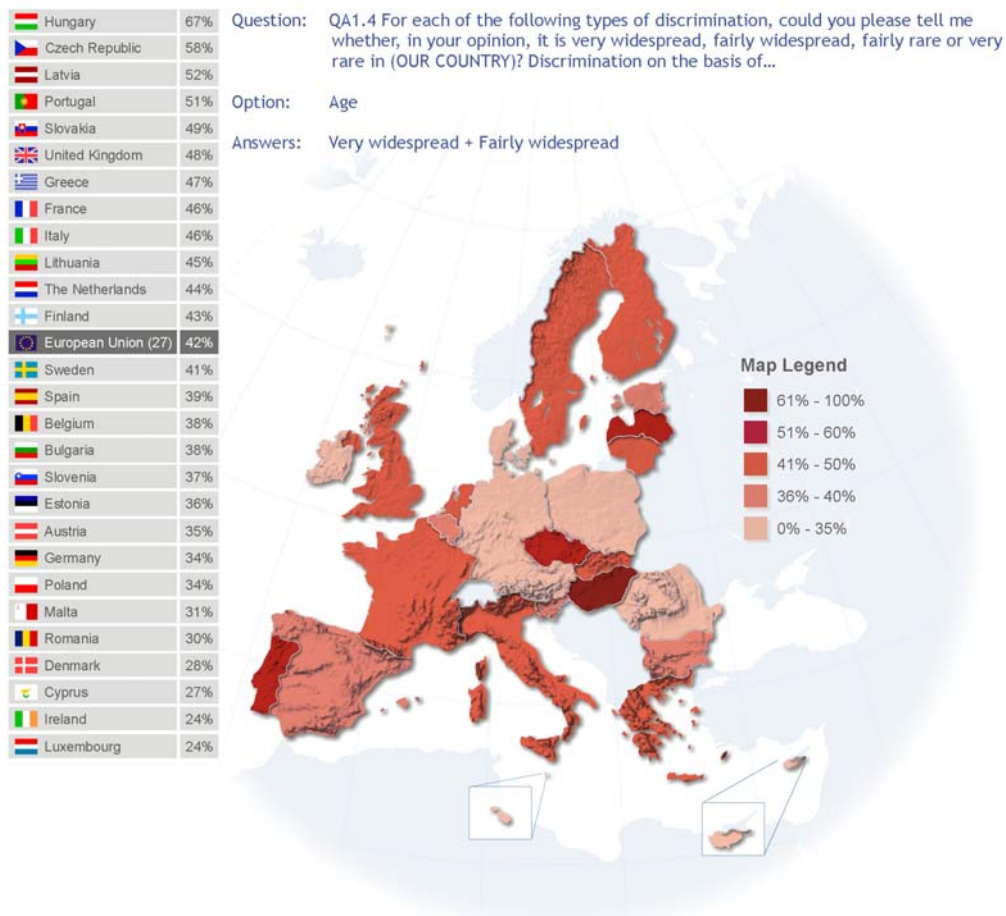 Hungary 67%
Czech Republic 58%
Latvia 52%
Portugal 51%
Slovakia 49%
United Kingdom 48%
Greece 47%
France 46%
Italy 46%
Lithuania 45%
The Netherlands 44%
Finland 43%
European Union (27) 42%
Sweden 41%
Spain 39%
Belgium 38%
Bulgaria 38%
Slovenia 37%
Estonia 36%
Austria 35%
Germany 34%
Poland 34%
Malta 31%
Romania 30%
Denmark 28%
Cyprus 27%
Ireland 24%
Luxembourg 24%
Question: QA1.4 For each of the following types of discrimination, could you please tell me
whether, in your opinion, it is very widespread, fairly widespread, fairly rare or very
rare in (OUR COUNTRY)? Discrimination on the basis of…
Option: Age
Answers: Very widespread + Fairly widespread
Map Legend
61% - 100%
51% - 60%
41% - 50%
36% - 40%
0% - 35%